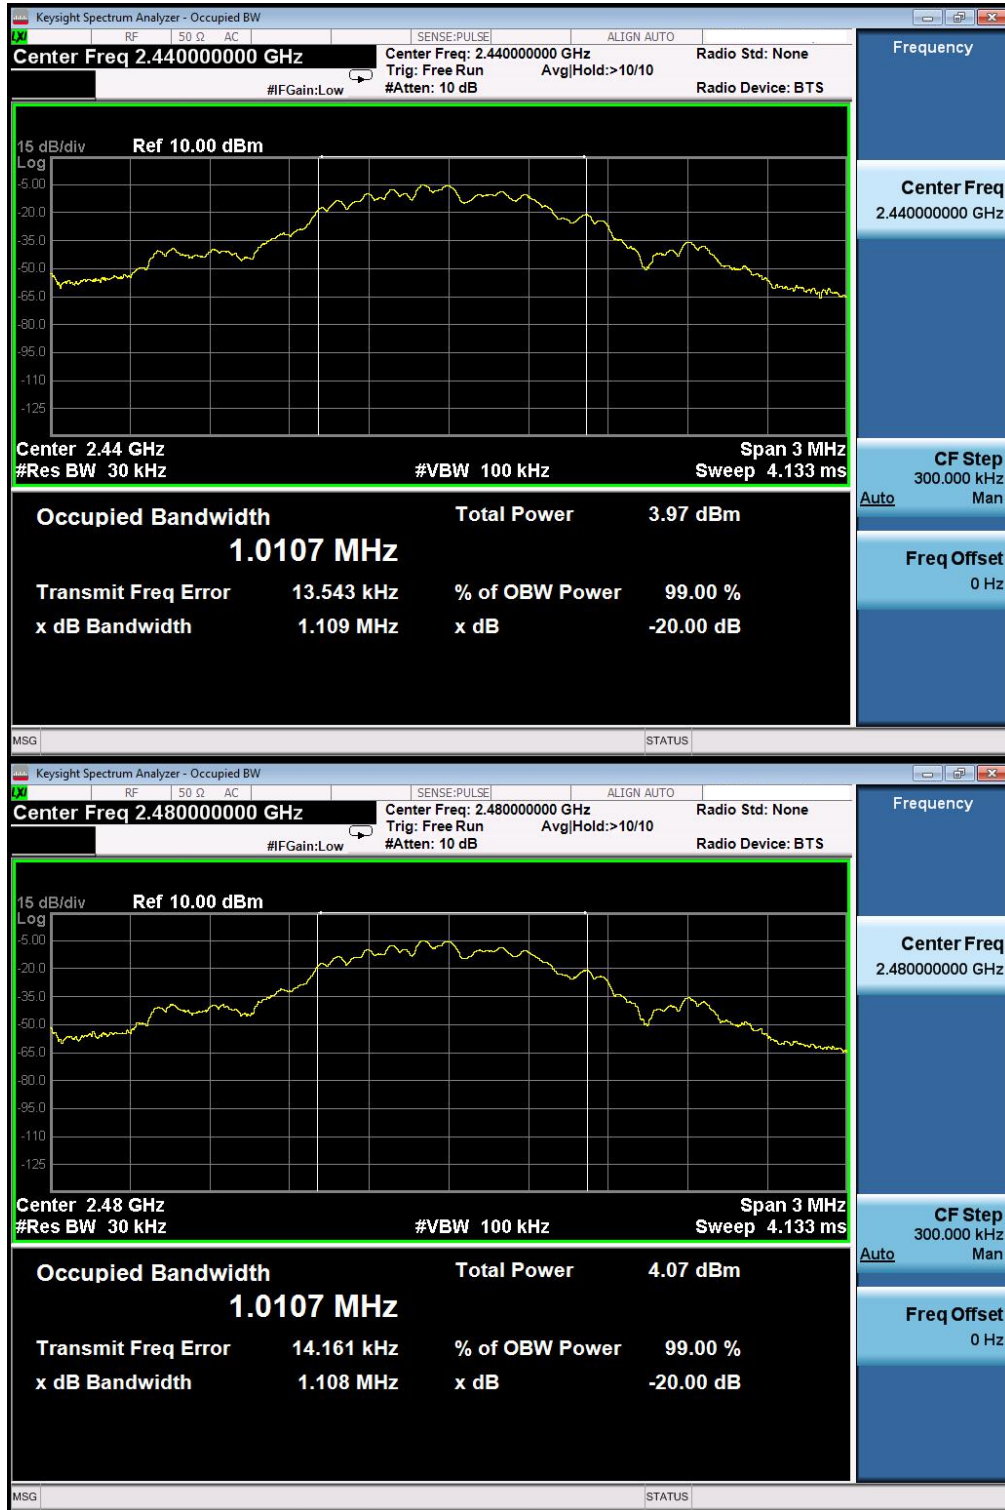 Keysight Spectrum Analyzer - Occupied BW
LXI RF 50 Ω AC SENSE:PULSE ALIGN AUTO
Center Freq 2.440000000 GHz Center Freq: 2.440000000 GHz Radio Std: None
Trig: Free Run Avg|Hold:>10/10
#IFGain:Low #Atten: 10 dB Radio Device: BTS
15 dB/div Ref 10.00 dBm
Log
-5.00
-20.0
-35.0
-50.0
-65.0
-80.0
-95.0
-110
-125
Center 2.44 GHz Span 3 MHz
#Res BW 30 kHz #VBW 100 kHz Sweep 4.133 ms
Occupied Bandwidth Total Power 3.97 dBm
1.0107 MHz
Transmit Freq Error 13.543 kHz % of OBW Power 99.00 %
x dB Bandwidth 1.109 MHz x dB -20.00 dB
MSG STATUS
Frequency
Center Freq
2.440000000 GHz
CF Step
300.000 kHz
Auto Man
Freq Offset
0 Hz
Keysight Spectrum Analyzer - Occupied BW
LXI RF 50 Ω AC SENSE:PULSE ALIGN AUTO
Center Freq 2.480000000 GHz Center Freq: 2.480000000 GHz Radio Std: None
Trig: Free Run Avg|Hold:>10/10
#IFGain:Low #Atten: 10 dB Radio Device: BTS
15 dB/div Ref 10.00 dBm
Log
-5.00
-20.0
-35.0
-50.0
-65.0
-80.0
-95.0
-110
-125
Center 2.48 GHz Span 3 MHz
#Res BW 30 kHz #VBW 100 kHz Sweep 4.133 ms
Occupied Bandwidth Total Power 4.07 dBm
1.0107 MHz
Transmit Freq Error 14.161 kHz % of OBW Power 99.00 %
x dB Bandwidth 1.108 MHz x dB -20.00 dB
MSG STATUS
Frequency
Center Freq
2.480000000 GHz
CF Step
300.000 kHz
Auto Man
Freq Offset
0 Hz